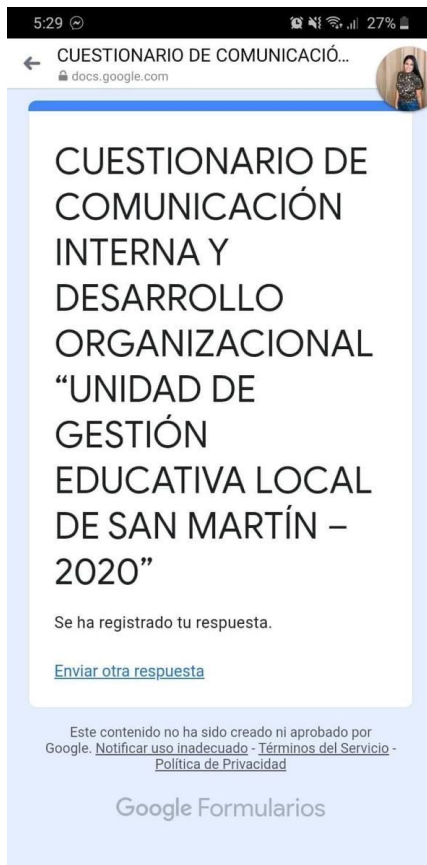 5:29 27%
CUESTIONARIO DE COMUNICACIÓ...
docs.google.com
CUESTIONARIO DE
COMUNICACIÓN
INTERNA Y
DESARROLLO
ORGANIZACIONAL
“UNIDAD DE
GESTIÓN
EDUCATIVA LOCAL
DE SAN MARTÍN –
2020”
Se ha registrado tu respuesta.
Enviar otra respuesta
Este contenido no ha sido creado ni aprobado por
Google. Notificar uso inadecuado - Términos del Servicio -
Política de Privacidad
Google Formularios